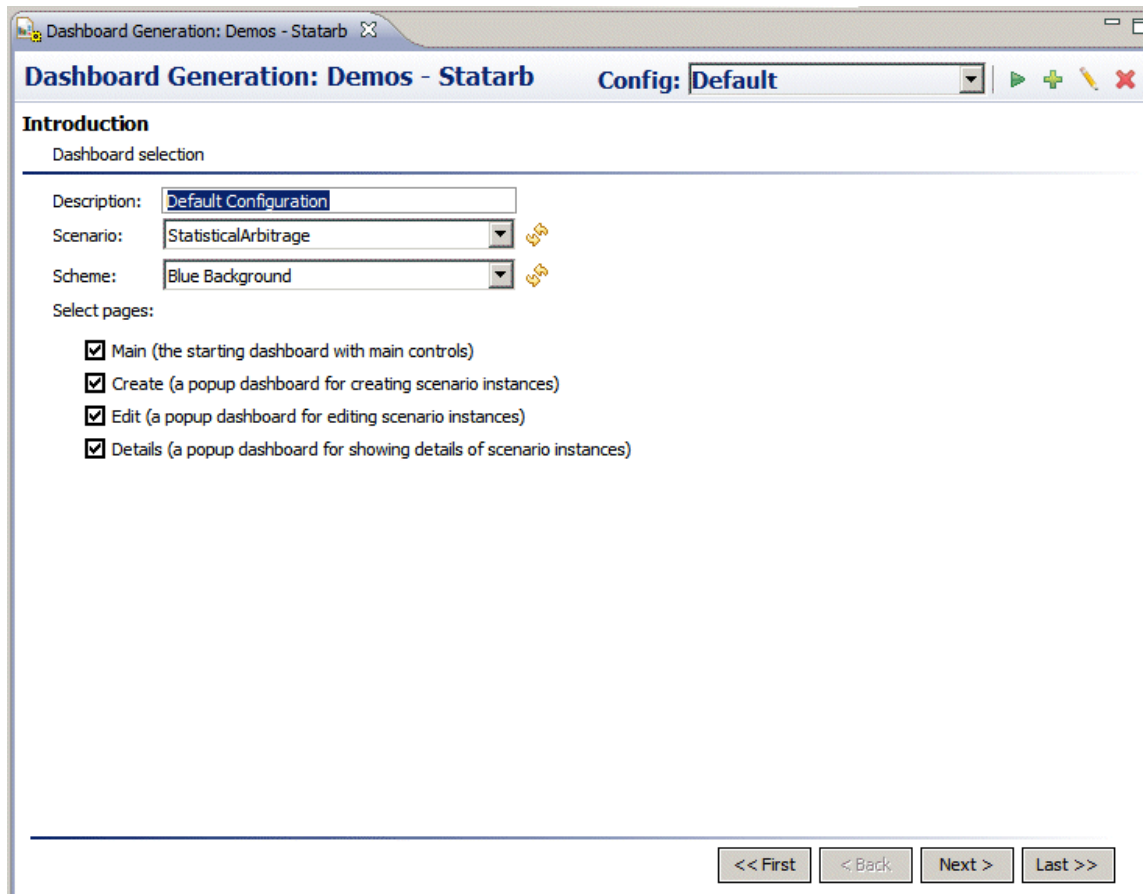 Dashboard Generation: Demos - Statarb
Dashboard Generation: Demos - Statarb Config: Default
Introduction
Dashboard selection
Description: Default Configuration
Scenario: StatisticalArbitrage
Scheme: Blue Background
Select pages:
Main (the starting dashboard with main controls)
Create (a popup dashboard for creating scenario instances)
Edit (a popup dashboard for editing scenario instances)
Details (a popup dashboard for showing details of scenario instances)
<< First < Back Next > Last >>